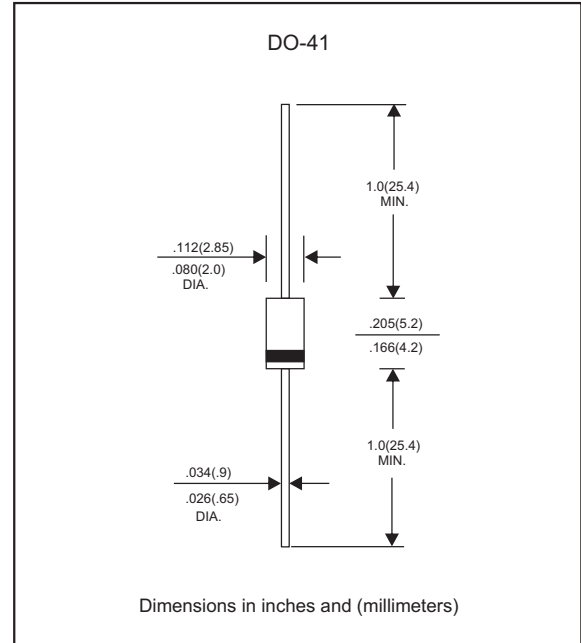 DO-41
1.0(25.4)
MIN.
.112(2.85)
.080(2.0)
DIA.
.205(5.2)
.166(4.2)
1.0(25.4)
MIN.
.034(.9)
.026(.65)
DIA.
Dimensions in inches and (millimeters)